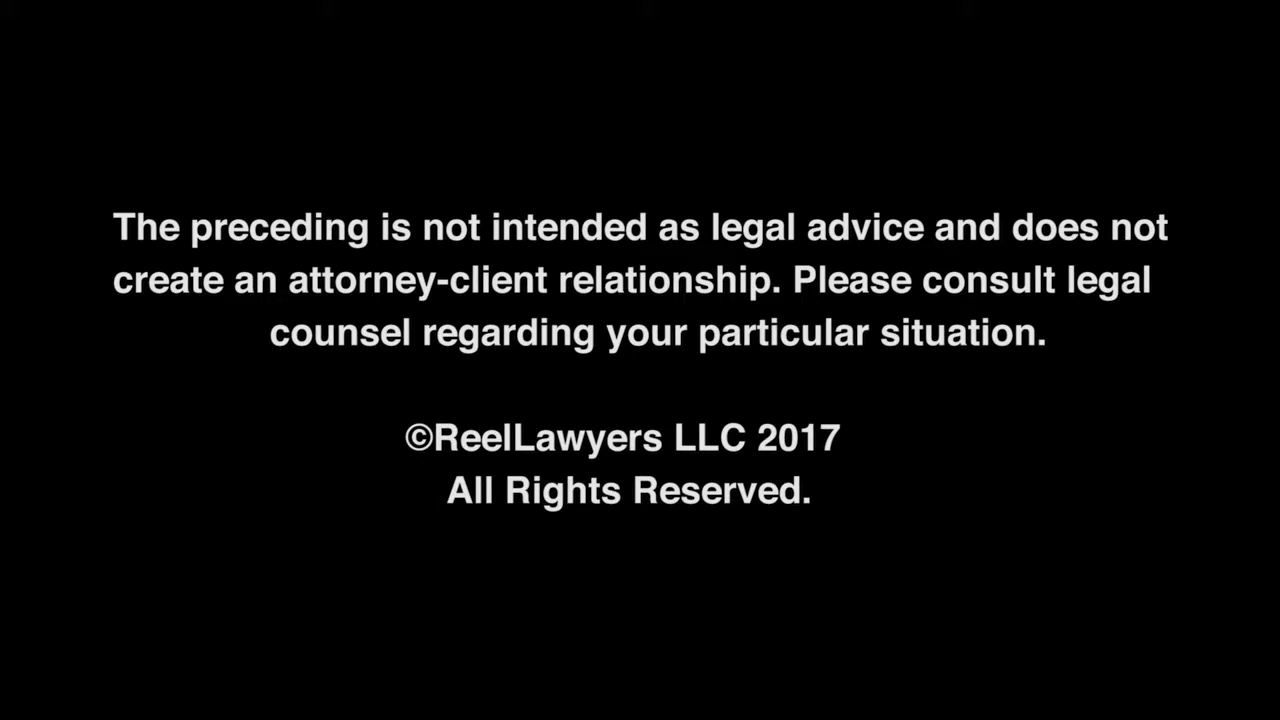 The preceding is not intended as legal advice and does not
create an attorney-client relationship. Please consult legal
counsel regarding your particular situation.
©ReelLawyers LLC 2017
All Rights Reserved.